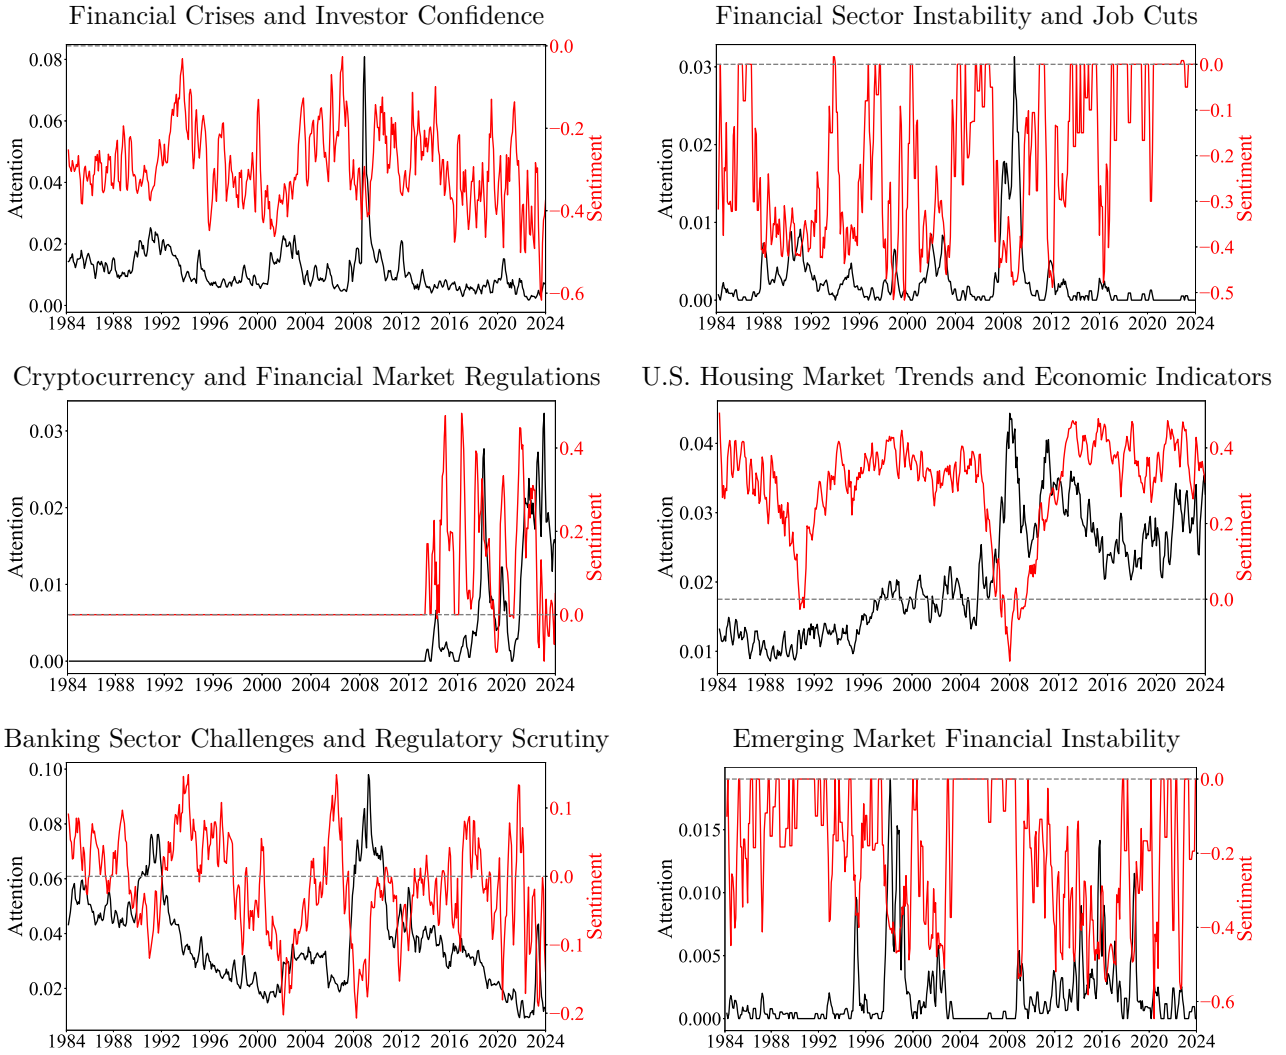 Financial Crises and Investor Confidence
0.08
0.06
0.04
0.02
0.00
Attention
0.0
−0.2
−0.4
−0.6
Sentiment
1984 1988 1992 1996 2000 2004 2008 2012 2016 2020 2024
Financial Sector Instability and Job Cuts
0.03
0.02
0.01
0.00
Attention
0.0
−0.1
−0.2
−0.3
−0.4
−0.5
Sentiment
1984 1988 1992 1996 2000 2004 2008 2012 2016 2020 2024
Cryptocurrency and Financial Market Regulations
0.03
0.02
0.01
0.00
Attention
0.4
0.2
0.0
Sentiment
1984 1988 1992 1996 2000 2004 2008 2012 2016 2020 2024
U.S. Housing Market Trends and Economic Indicators
0.04
0.03
0.02
0.01
Attention
0.4
0.2
0.0
Sentiment
1984 1988 1992 1996 2000 2004 2008 2012 2016 2020 2024
Banking Sector Challenges and Regulatory Scrutiny
0.10
0.08
0.06
0.04
0.02
Attention
0.1
0.0
−0.1
−0.2
Sentiment
1984 1988 1992 1996 2000 2004 2008 2012 2016 2020 2024
Emerging Market Financial Instability
0.015
0.010
0.005
0.000
Attention
0.0
−0.2
−0.4
−0.6
Sentiment
1984 1988 1992 1996 2000 2004 2008 2012 2016 2020 2024